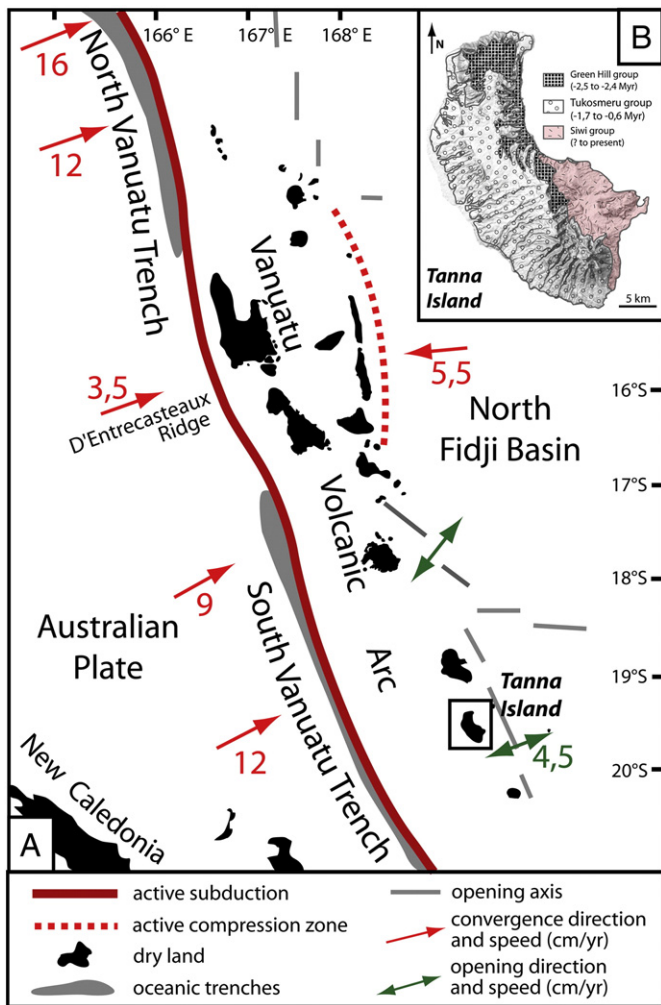 166° E
167° E
168° E
16
12
North Vanuatu Trench
3,5
D'Entrecasteaux
Ridge
Vanuatu
Volcanic
Arc
5,5
North
Fidji Basin
16°S
17°S
18°S
19°S
20°S
9
Australian
Plate
12
South Vanuatu Trench
New Caledonia
Tanna
Island
4,5
A
B
N
Green Hill group
(-2,5 to -2,4 Myr)
Tukosmeru group
(-1,7 to -0,6 Myr)
Siwi group
(? to present)
Tanna
Island
5 km
active subduction
active compression zone
dry land
oceanic trenches
opening axis
convergence direction
and speed (cm/yr)
opening direction
and speed (cm/yr)